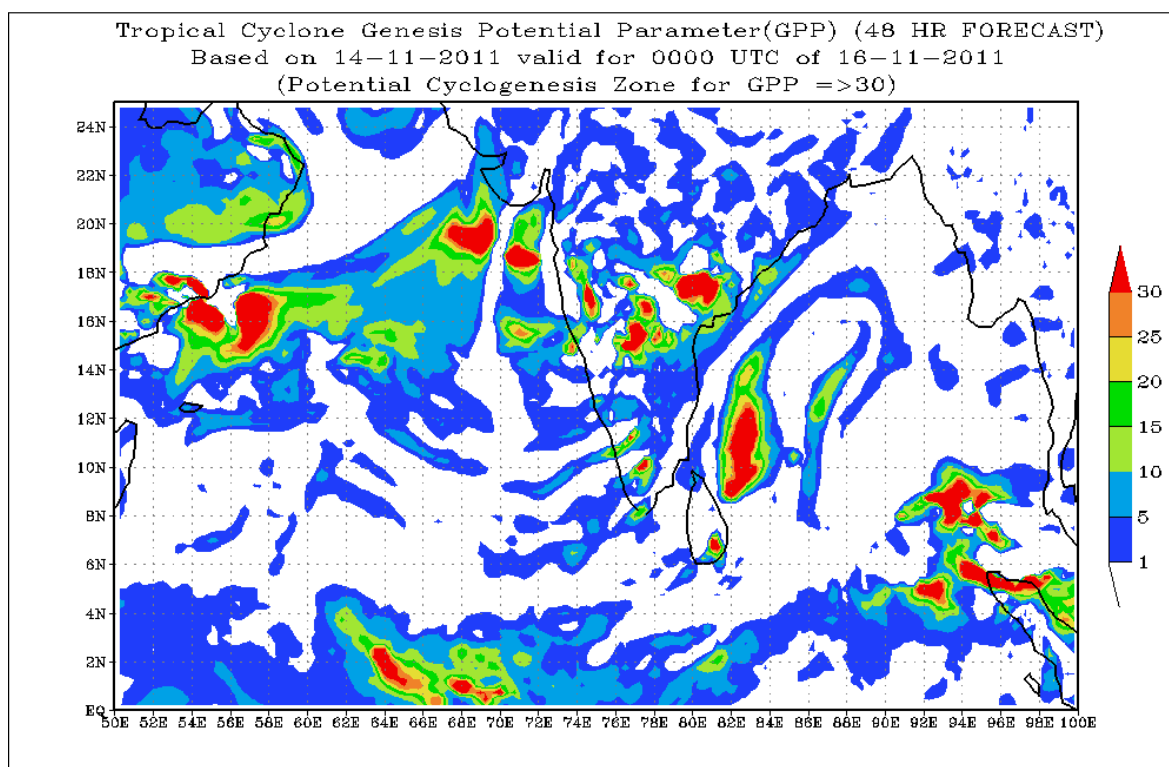 Tropical Cyclone Genesis Potential Parameter(GPP) (48 HR FORECAST)
Based on 14-11-2011 valid for 0000 UTC of 16-11-2011
(Potential Cyclogenesis Zone for GPP =>30)
24N
22N
20N
18N
16N
14N
12N
10N
8N
6N
4N
2N
EQ
50E 52E 54E 56E 58E 60E 62E 64E 66E 68E 70E 72E 74E 76E 78E 80E 82E 84E 86E 88E 90E 92E 94E 96E 98E 100E
30
25
20
15
10
5
1